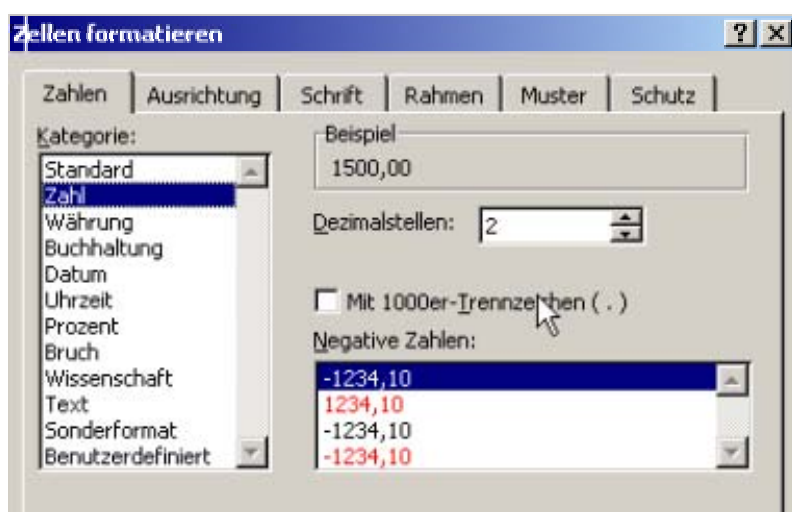 Zellen formatieren
Zahlen Ausrichtung Schrift Rahmen Muster Schutz
Kategorie:
Standard
Zahl
Währung
Buchhaltung
Datum
Uhrzeit
Prozent
Bruch
Wissenschaft
Text
Sonderformat
Benutzerdefiniert
Beispiel
1500,00
Dezimalstellen: 2
Mit 1000er-Trennzeichen ( . )
Negative Zahlen:
-1234,10
1234,10
-1234,10
-1234,10